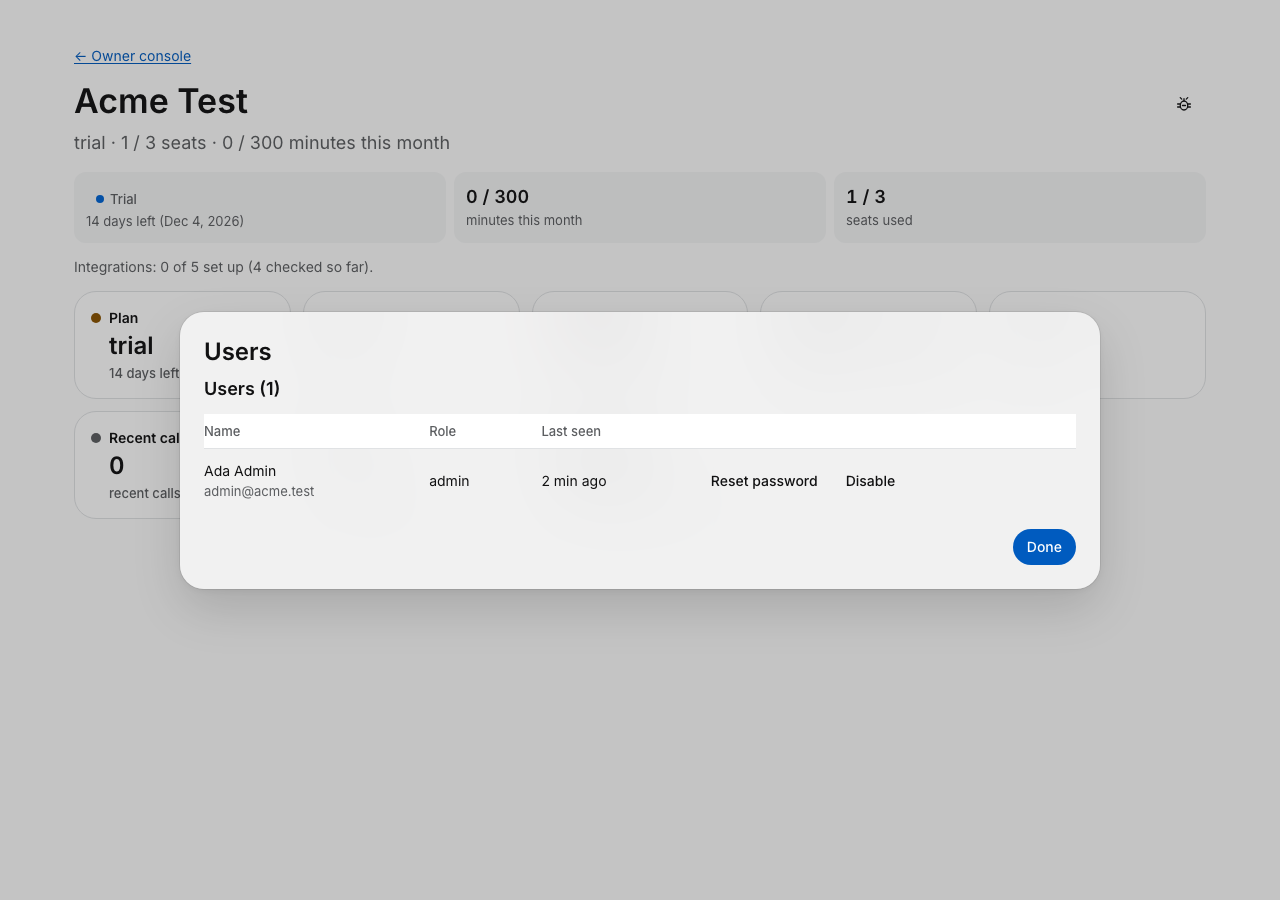 ← Owner console
Acme Test
trial · 1 / 3 seats · 0 / 300 minutes this month
Trial
14 days left (Dec 4, 2026)
0 / 300
minutes this month
1 / 3
seats used
Integrations: 0 of 5 set up (4 checked so far).
Plan
trial
14 days left
Recent cal
0
recent calls
Users
Users (1)
Name Role Last seen
Ada Admin
admin@acme.test
admin 2 min ago Reset password Disable
Done